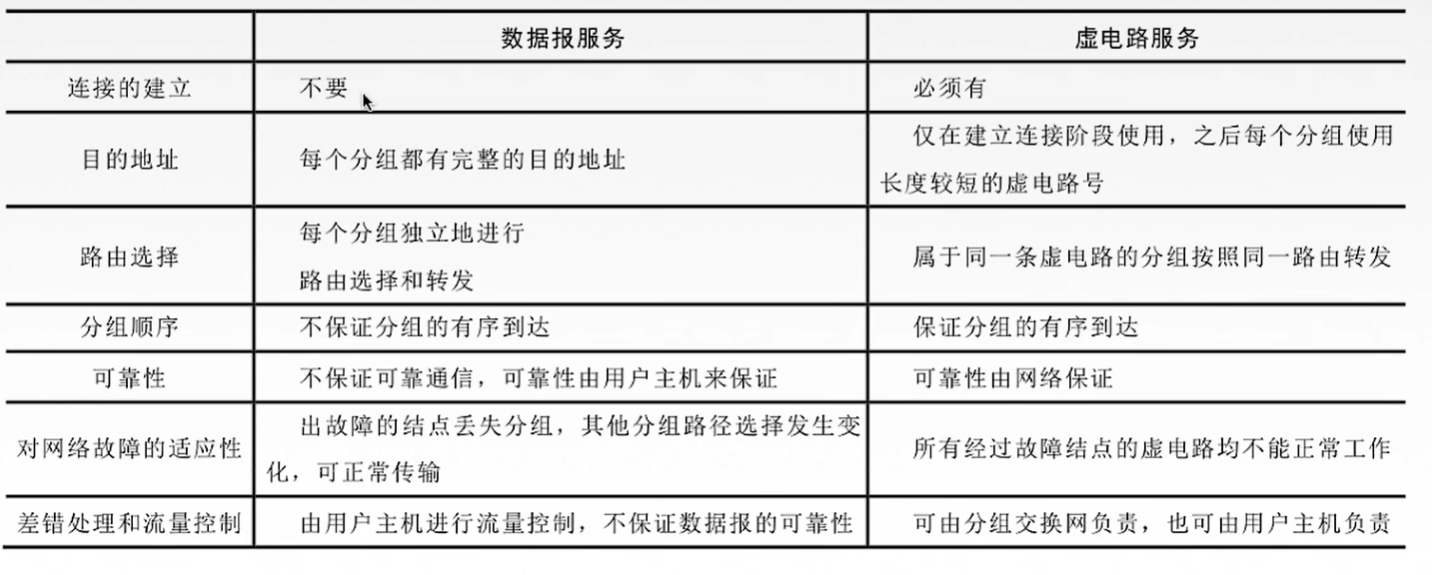 数据报服务 虚电路服务
连接的建立 不要 必须有
目的地址 每个分组都有完整的目的地址 仅在建立连接阶段使用，之后每个分组使用
长度较短的虚电路号
路由选择 每个分组独立地进行
路由选择和转发 属于同一条虚电路的分组按照同一路由转发
分组顺序 不保证分组的有序到达 保证分组的有序到达
可靠性 不保证可靠通信，可靠性由用户主机来保证 可靠性由网络保证
对网络故障的适应性 出故障的结点丢失分组，其他分组路径选择发生变
化，可正常传输 所有经过故障结点的虚电路均不能正常工作
差错处理和流量控制 由用户主机进行流量控制，不保证数据报的可靠性 可由分组交换网负责，也可由用户主机负责